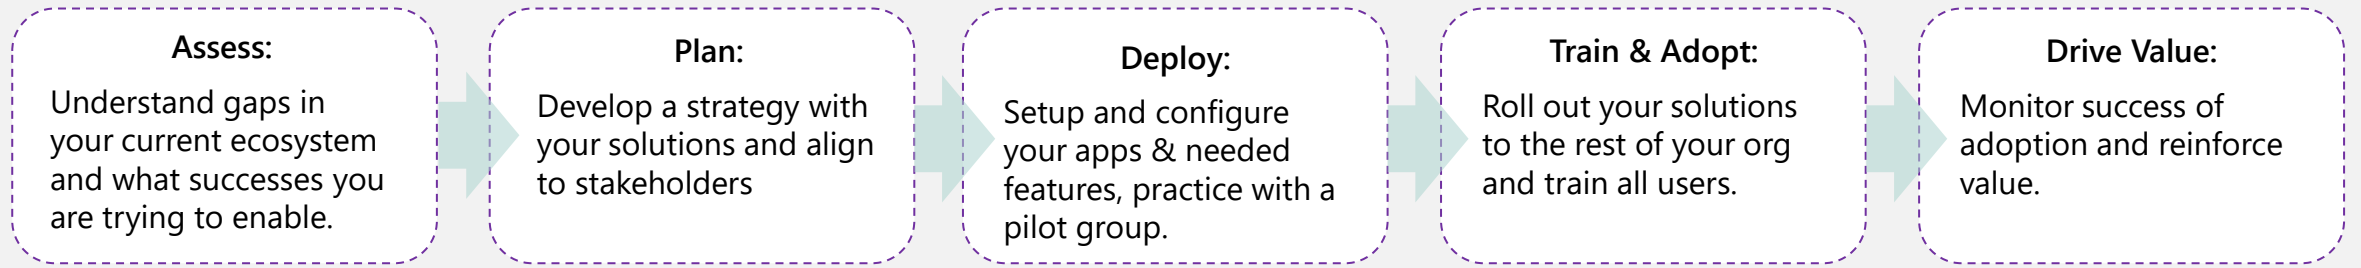 Assess:
Understand gaps in
your current ecosystem
and what successes you
are trying to enable.
Plan:
Develop a strategy with
your solutions and align
to stakeholders
Deploy:
Setup and configure
your apps & needed
features, practice with a
pilot group.
Train & Adopt:
Roll out your solutions
to the rest of your org
and train all users.
Drive Value:
Monitor success of
adoption and reinforce
value.